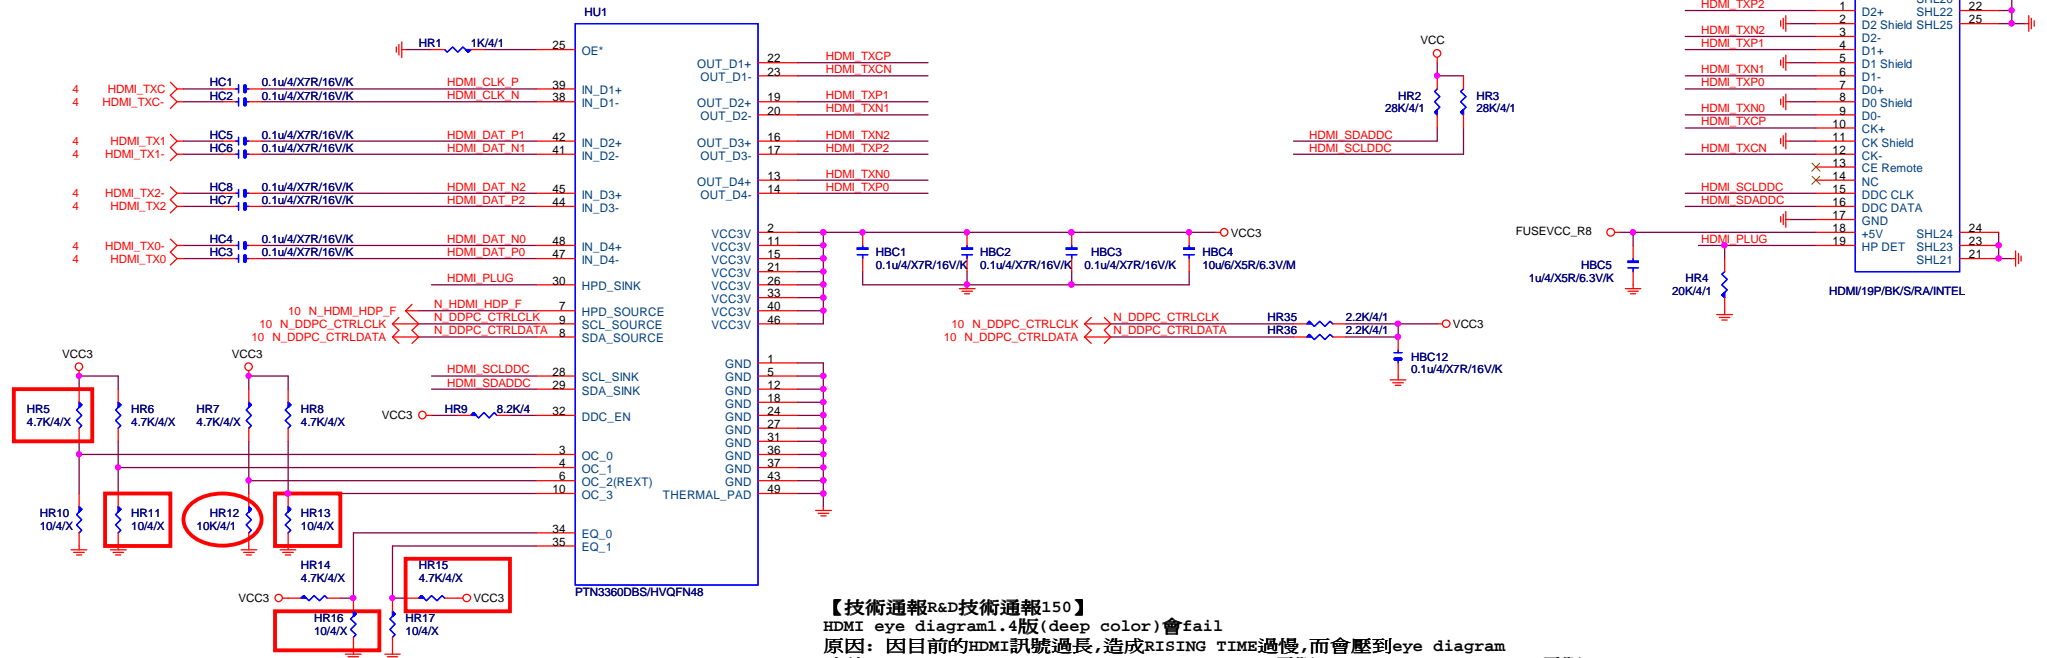 HU1
HR1 1K/4/1 25 OE*
4 HDMI_TXC HC1 0.1u/4/X7R/16V/K HDMI_CLK_P 39 IN_D1+
4 HDMI_TXC- HC2 0.1u/4/X7R/16V/K HDMI_CLK_N 38 IN_D1-
4 HDMI_TX1 HC5 0.1u/4/X7R/16V/K HDMI_DAT_P1 42 IN_D2+
4 HDMI_TX1- HC6 0.1u/4/X7R/16V/K HDMI_DAT_N1 41 IN_D2-
4 HDMI_TX2- HC8 0.1u/4/X7R/16V/K HDMI_DAT_N2 45 IN_D3+
4 HDMI_TX2 HC7 0.1u/4/X7R/16V/K HDMI_DAT_P2 44 IN_D3-
4 HDMI_TX0- HC4 0.1u/4/X7R/16V/K HDMI_DAT_N0 48 IN_D4+
4 HDMI_TX0 HC3 0.1u/4/X7R/16V/K HDMI_DAT_P0 47 IN_D4-
HDMI_PLUG 30 HPD_SINK
10 N_HDMI_HDP_F N_HDMI_HDP_F 7 HPD_SOURCE
10 N_DDPC_CTRLCLK N_DDPC_CTRLCLK 9 SCL_SOURCE
10 N_DDPC_CTRLDATA N_DDPC_CTRLDATA 8 SDA_SOURCE
HDMI_SCLDDC 28 SCL_SINK
HDMI_SDADDC 29 SDA_SINK
VCC3 HR9 8.2K/4 32 DDC_EN
VCC3 VCC3
HR5 HR6 HR7 HR8
4.7K/4/X 4.7K/4/X 4.7K/4/X 4.7K/4/X
3 OC_0
4 OC_1
6 OC_2(REXT)
10 OC_3
HR10 HR11 HR12 HR13
10/4/X 10/4/X 10K/4/1 10/4/X
34 EQ_0
35 EQ_1
HR14 HR15
4.7K/4/X 4.7K/4/X
VCC3 VCC3
HR16 HR17
10/4/X 10/4/X
PTN3360DBS/HVQFN48
OUT_D1+ 22 HDMI_TXCP
OUT_D1- 23 HDMI_TXCN
OUT_D2+ 19 HDMI_TXP1
OUT_D2- 20 HDMI_TXN1
OUT_D3+ 16 HDMI_TXN2
OUT_D3- 17 HDMI_TXP2
OUT_D4+ 13 HDMI_TXN0
OUT_D4- 14 HDMI_TXP0
VCC3V 2 VCC3
VCC3V 11
VCC3V 15
VCC3V 21
VCC3V 26
VCC3V 33
VCC3V 40
VCC3V 46
HBC1 HBC2 HBC3 HBC4
0.1u/4/X7R/16V/K 0.1u/4/X7R/16V/K 0.1u/4/X7R/16V/K 10u/6/X5R/6.3V/M
GND 1
GND 5
GND 12
GND 18
GND 24
GND 27
GND 31
GND 36
GND 37
GND 43
THERMAL_PAD 49
VCC
HR2 HR3
28K/4/1 28K/4/1
HDMI_SDADDC
HDMI_SCLDDC
10 N_DDPC_CTRLCLK N_DDPC_CTRLCLK HR35 2.2K/4/1 VCC3
10 N_DDPC_CTRLDATA N_DDPC_CTRLDATA HR36 2.2K/4/1
HBC12
0.1u/4/X7R/16V/K
HDMI_TXP2 1 D2+ SHL22 22
2 D2 Shield SHL25 25
HDMI_TXN2 3 D2-
HDMI_TXP1 4 D1+
5 D1 Shield
HDMI_TXN1 6 D1-
HDMI_TXP0 7 D0+
8 D0 Shield
HDMI_TXN0 9 D0-
HDMI_TXCP 10 CK+
11 CK Shield
HDMI_TXCN 12 CK-
13 CE Remote
14 NC
HDMI_SCLDDC 15 DDC CLK
HDMI_SDADDC 16 DDC DATA
17 GND
FUSEVCC_R8 18 +5V SHL24 24
HDMI_PLUG 19 HP DET SHL23 23
SHL21 21
HBC5
1u/4/X5R/6.3V/K
HR4
20K/4/1
HDMI/19P/BK/S/RA/INTEL
【技術通報R&D技術通報150】
HDMI eye diagram1.4版(deep color)會fail
原因: 因目前的HDMI訊號過長,造成RISING TIME過慢,而會壓到eye diagram